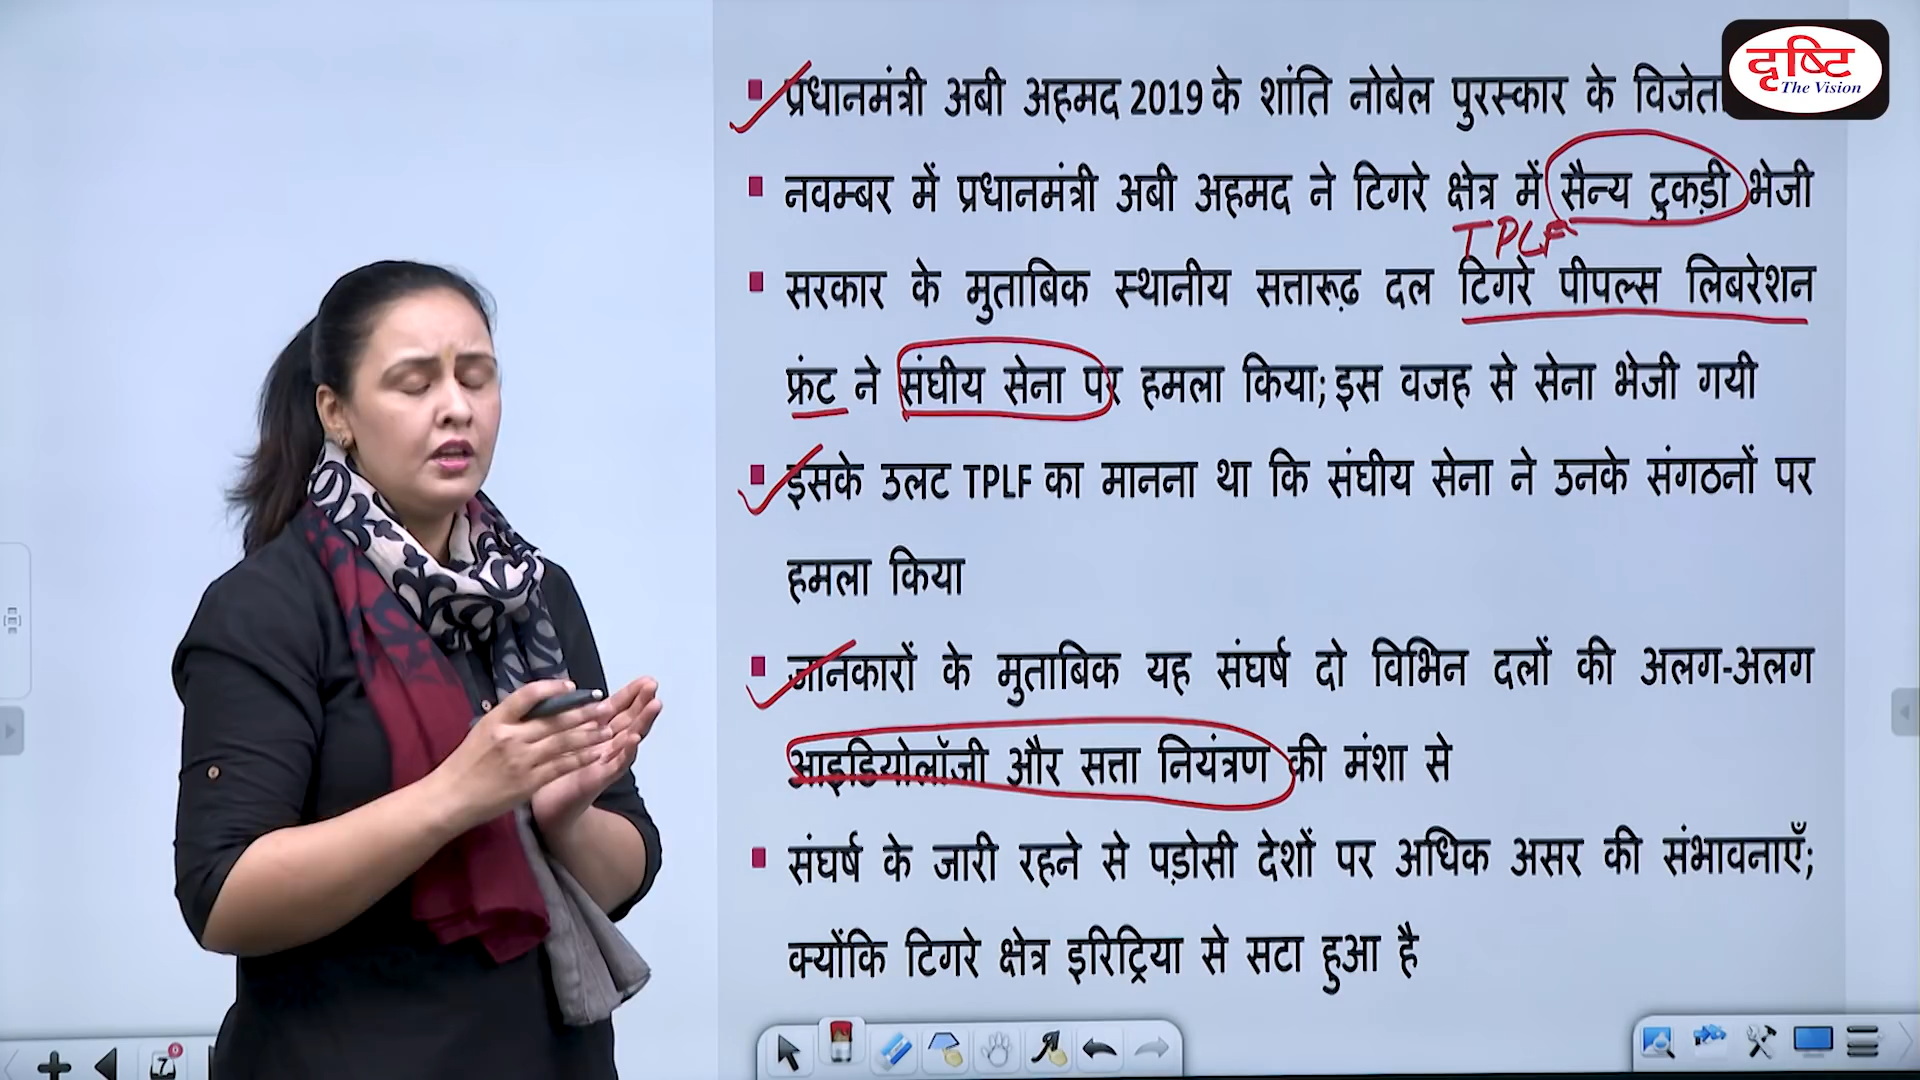 दृष्टि
The Vision
प्रधानमंत्री अबी अहमद 2019 के शांति नोबेल पुरस्कार के विजेता
नवम्बर में प्रधानमंत्री अबी अहमद ने टिगरे क्षेत्र में सैन्य टुकड़ी भेजी
TPLF
सरकार के मुताबिक स्थानीय सत्तारूढ़ दल टिगरे पीपल्स लिबरेशन
फ्रंट ने संघीय सेना पर हमला किया; इस वजह से सेना भेजी गयी
इसके उलट TPLF का मानना था कि संघीय सेना ने उनके संगठनों पर
हमला किया
जानकारों के मुताबिक यह संघर्ष दो विभिन दलों की अलग-अलग
आइडियोलॉजी और सत्ता नियंत्रण की मंशा से
संघर्ष के जारी रहने से पड़ोसी देशों पर अधिक असर की संभावनाएँ;
क्योंकि टिगरे क्षेत्र इरिट्रिया से सटा हुआ है
7
0